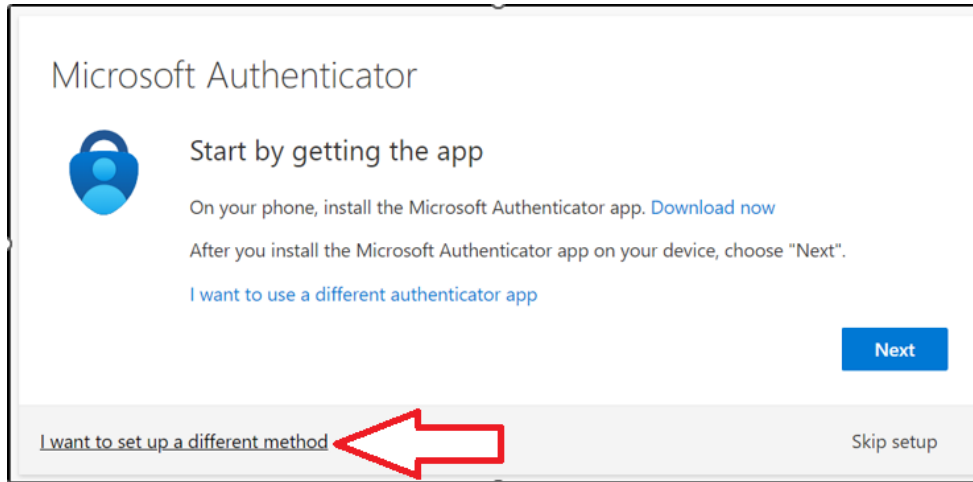 Microsoft Authenticator
Start by getting the app
On your phone, install the Microsoft Authenticator app. Download now
After you install the Microsoft Authenticator app on your device, choose "Next".
I want to use a different authenticator app
Next
I want to set up a different method
Skip setup